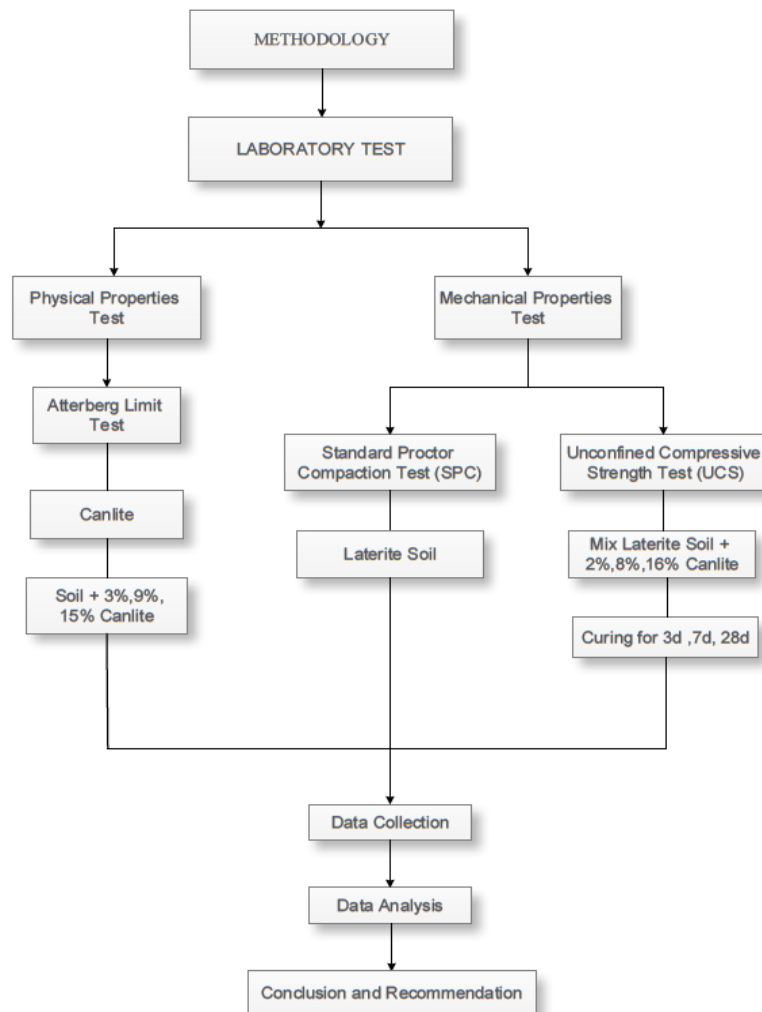 METHODOLOGY
LABORATORY TEST
Physical Properties
Test
Mechanical Properties
Test
Atterberg Limit
Test
Standard Proctor
Compaction Test (SPC)
Unconfined Compressive
Strength Test (UCS)
Canlite
Laterite Soil
Mix Laterite Soil +
2%,8%,16% Canlite
Soil + 3%,9%,
15% Canlite
Curing for 3d ,7d, 28d
Data Collection
Data Analysis
Conclusion and Recommendation